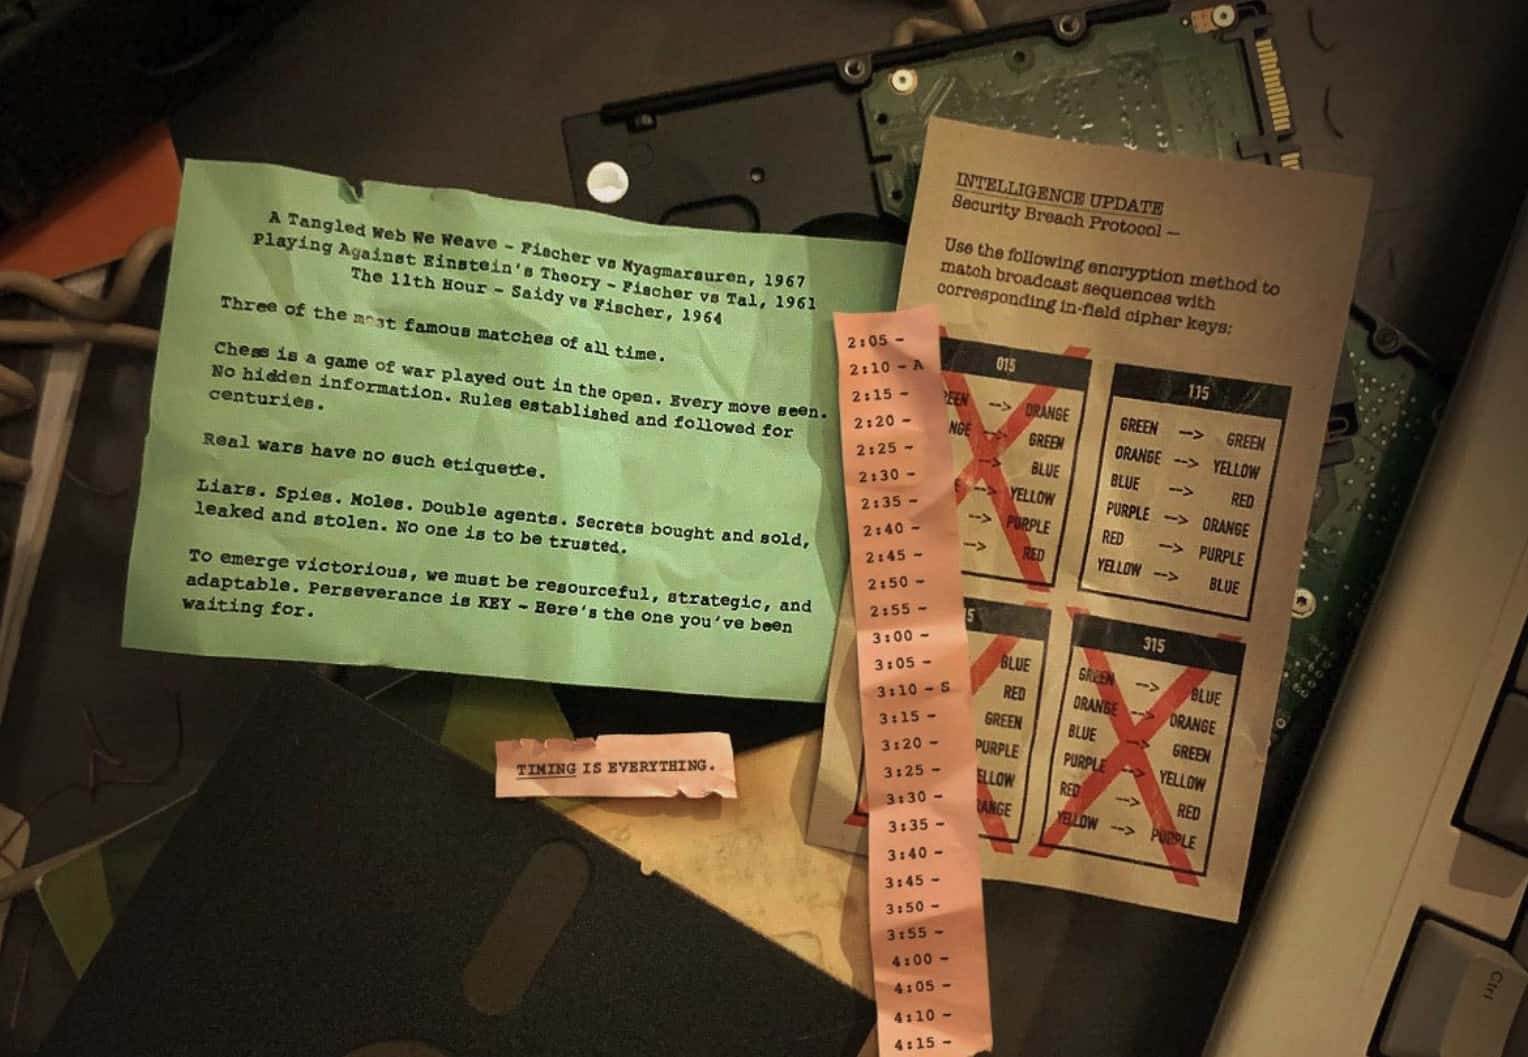 A Tangled Web We Weave - Fischer vs Myagmarsuren, 1967
Playing Against Einstein's Theory - Fischer vs Tal, 1961
The 11th Hour - Saidy vs Fischer, 1964
Three of the most famous matches of all time.
Chess is a game of war played out in the open. Every move seen.
No hidden information. Rules established and followed for
centuries.
Real wars have no such etiquette.
Liars. Spies. Moles. Double agents. Secrets bought and sold,
leaked and stolen. No one is to be trusted.
To emerge victorious, we must be resourceful, strategic, and
adaptable. Perseverance is KEY - Here's the one you've been
waiting for.
TIMING IS EVERYTHING.
2:05 -
2:10 - A
2:15 -
2:20 -
2:25 -
2:30 -
2:35 -
2:40 -
2:45 -
2:50 -
2:55 -
3:00 -
3:05 -
3:10 - S
3:15 -
3:20 -
3:25 -
3:30 -
3:35 -
3:40 -
3:45 -
3:50 -
3:55 -
4:00 -
4:05 -
4:10 -
4:15 -
INTELLIGENCE UPDATE
Security Breach Protocol —
Use the following encryption method to
match broadcast sequences with
corresponding in-field cipher keys:
015
EEN --> ORANGE
NGE --> GREEN
--> BLUE
E --> YELLOW
--> PURPLE
--> RED
115
GREEN --> GREEN
ORANGE --> YELLOW
BLUE --> RED
PURPLE --> ORANGE
RED --> PURPLE
YELLOW --> BLUE
5
BLUE
RED
GREEN
PURPLE
ELLOW
ANGE
315
GREEN --> BLUE
ORANGE --> ORANGE
BLUE --> GREEN
PURPLE --> YELLOW
RED --> RED
YELLOW --> PURPLE
Ctrl